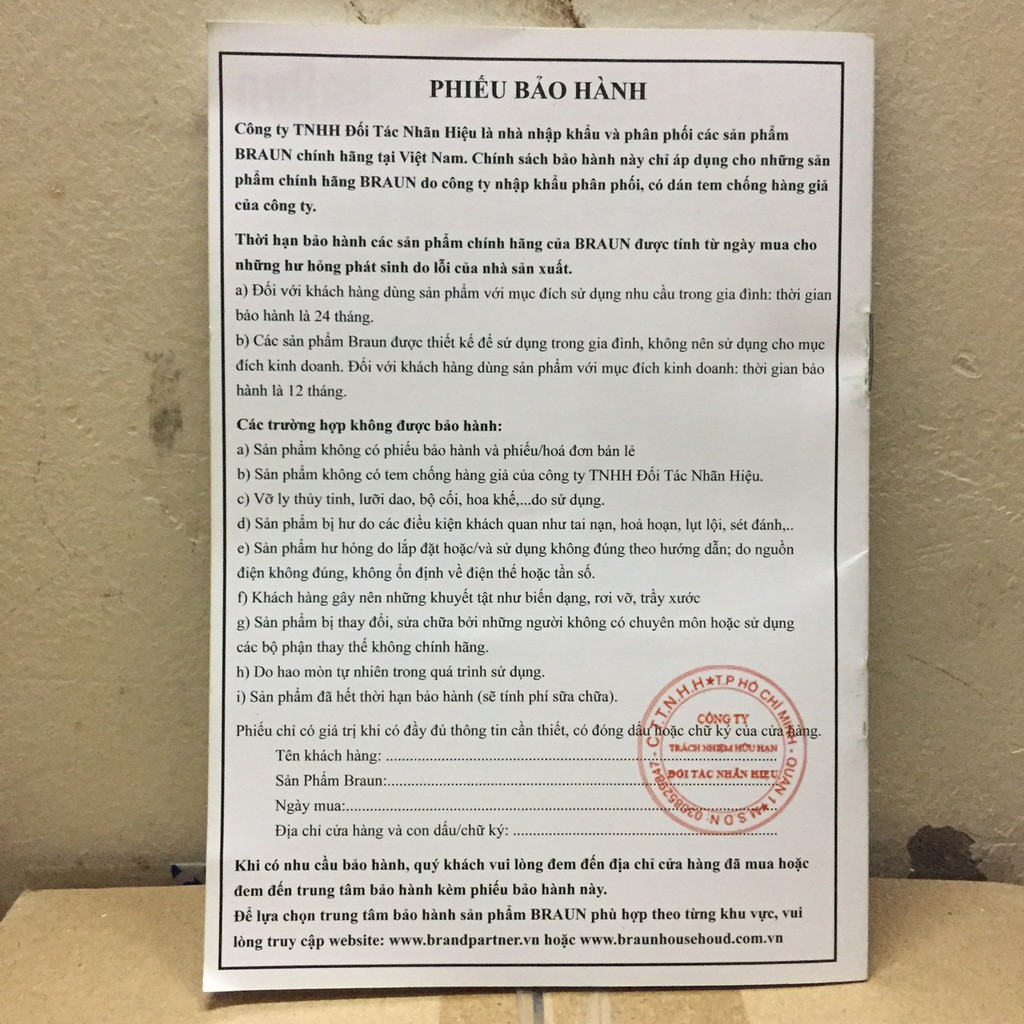 PHIẾU BẢO HÀNH
Công ty TNHH Đối Tác Nhãn Hiệu là nhà nhập khẩu và phân phối các sản phẩm
BRAUN chính hãng tại Việt Nam. Chính sách bảo hành này chỉ áp dụng cho những sản
phẩm chính hãng BRAUN do công ty nhập khẩu phân phối, có dán tem chống hàng giả
của công ty.
Thời hạn bảo hành các sản phẩm chính hãng của BRAUN được tính từ ngày mua cho
những hư hỏng phát sinh do lỗi của nhà sản xuất.
a) Đối với khách hàng dùng sản phẩm với mục đích sử dụng nhu cầu trong gia đình: thời gian
bảo hành là 24 tháng.
b) Các sản phẩm Braun được thiết kế để sử dụng trong gia đình, không nên sử dụng cho mục
đích kinh doanh. Đối với khách hàng dùng sản phẩm với mục đích kinh doanh: thời gian bảo
hành là 12 tháng.
Các trường hợp không được bảo hành:
a) Sản phẩm không có phiếu bảo hành và phiếu/hoá đơn bán lẻ
b) Sản phẩm không có tem chống hàng giả của công ty TNHH Đối Tác Nhãn Hiệu.
c) Vỡ ly thủy tinh, lưỡi dao, bộ cối, hoa khế,...do sử dụng.
d) Sản phẩm bị hư do các điều kiện khách quan như tai nạn, hoả hoạn, lụt lội, sét đánh,..
e) Sản phẩm hư hỏng do lắp đặt hoặc/và sử dụng không đúng theo hướng dẫn; do nguồn
điện không đúng, không ổn định về điện thế hoặc tần số.
f) Khách hàng gây nên những khuyết tật như biến dạng, rơi vỡ, trầy xước
g) Sản phẩm bị thay đổi, sửa chữa bởi những người không có chuyên môn hoặc sử dụng
các bộ phận thay thế không chính hãng.
h) Do hao mòn tự nhiên trong quá trình sử dụng.
i) Sản phẩm đã hết thời hạn bảo hành (sẽ tính phí sữa chữa).
Phiếu chỉ có giá trị khi có đầy đủ thông tin cần thiết, có đóng dấu hoặc chữ ký của cửa hàng.
Tên khách hàng:
Sản Phẩm Braun:
Ngày mua:
Địa chỉ cửa hàng và con dấu/chữ ký:
C.T.T.N.H.H★T.P HỒ CHÍ MINH
QUẬN 1★M.S.D.N: 0308529847
CÔNG TY
TRÁCH NHIỆM HỮU HẠN
ĐỐI TÁC NHÃN HIỆU
Khi có nhu cầu bảo hành, quý khách vui lòng đem đến địa chỉ cửa hàng đã mua hoặc
đem đến trung tâm bảo hành kèm phiếu bảo hành này.
Để lựa chọn trung tâm bảo hành sản phẩm BRAUN phù hợp theo từng khu vực, vui
lòng truy cập website: www.brandpartner.vn hoặc www.braunhousehoud.com.vn